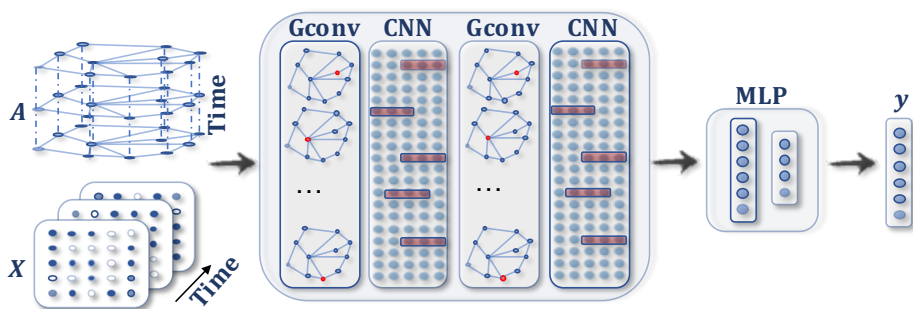 Gconv
CNN
Gconv
CNN
A
Time
X
Time
...
...
MLP
y